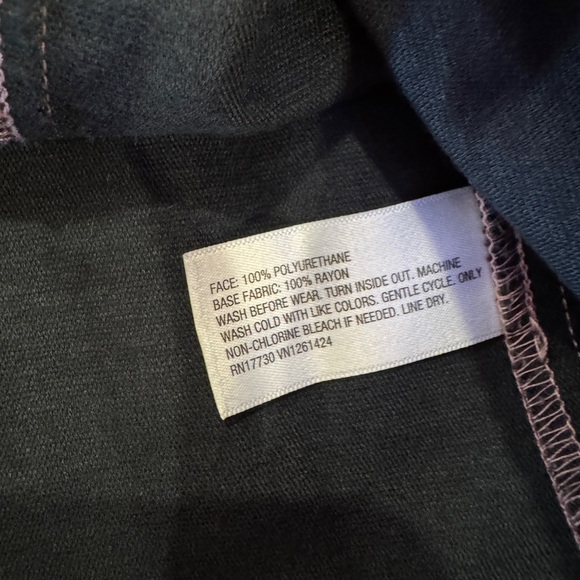 FACE: 100% POLYURETHANE
BASE FABRIC: 100% RAYON
WASH BEFORE WEAR. TURN INSIDE OUT. MACHINE
WASH COLD WITH LIKE COLORS. GENTLE CYCLE. ONLY
NON-CHLORINE BLEACH IF NEEDED. LINE DRY.
RN17730 VN1261424